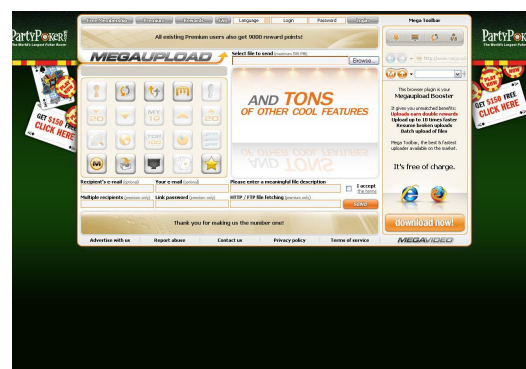 Free Membership
Premium
Rewards
FAQ
Language
Login
Password
Login
Mega Toolbar
All existing Premium users also get 9000 reward points!
PartyPoker
The World's Largest Poker Room
PartyPoker
The World's Largest
MEGAUPLOAD
Select file to send (maximum 500 MB)
Browse...
AND TONS
OF OTHER COOL FEATURES
GET $150 FREE
CLICK HERE
GET $150 FREE
CLICK HERE
This browser plugin is your
Megaupload Booster
It gives you unmatched benefits:
Uploads earn double rewards
Upload up to 10 times faster
Resume broken uploads
Batch upload of files
Mega Toolbar, the best & fastest
uploader available on the market.
It's free of charge.
download now!
MEGAVIDEO
Recipient's e-mail (optional)
Your e-mail (optional)
Please enter a meaningful file description
I accept
the terms
Multiple recipients (premium only)
Link password (premium only)
HTTP / FTP file fetching (premium only)
SEND
Thank you for making us the number one!
Advertise with us
Report abuse
Contact us
Privacy policy
Terms of service